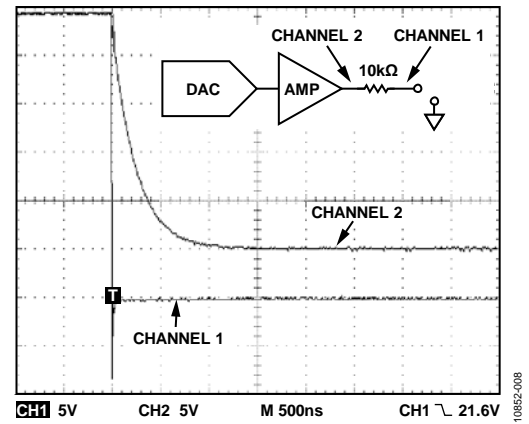 CHANNEL 2 CHANNEL 1
10kΩ
DAC AMP
CHANNEL 2
T
CHANNEL 1
CH1 5V CH2 5V M 500ns CH1 21.6V
10852-008